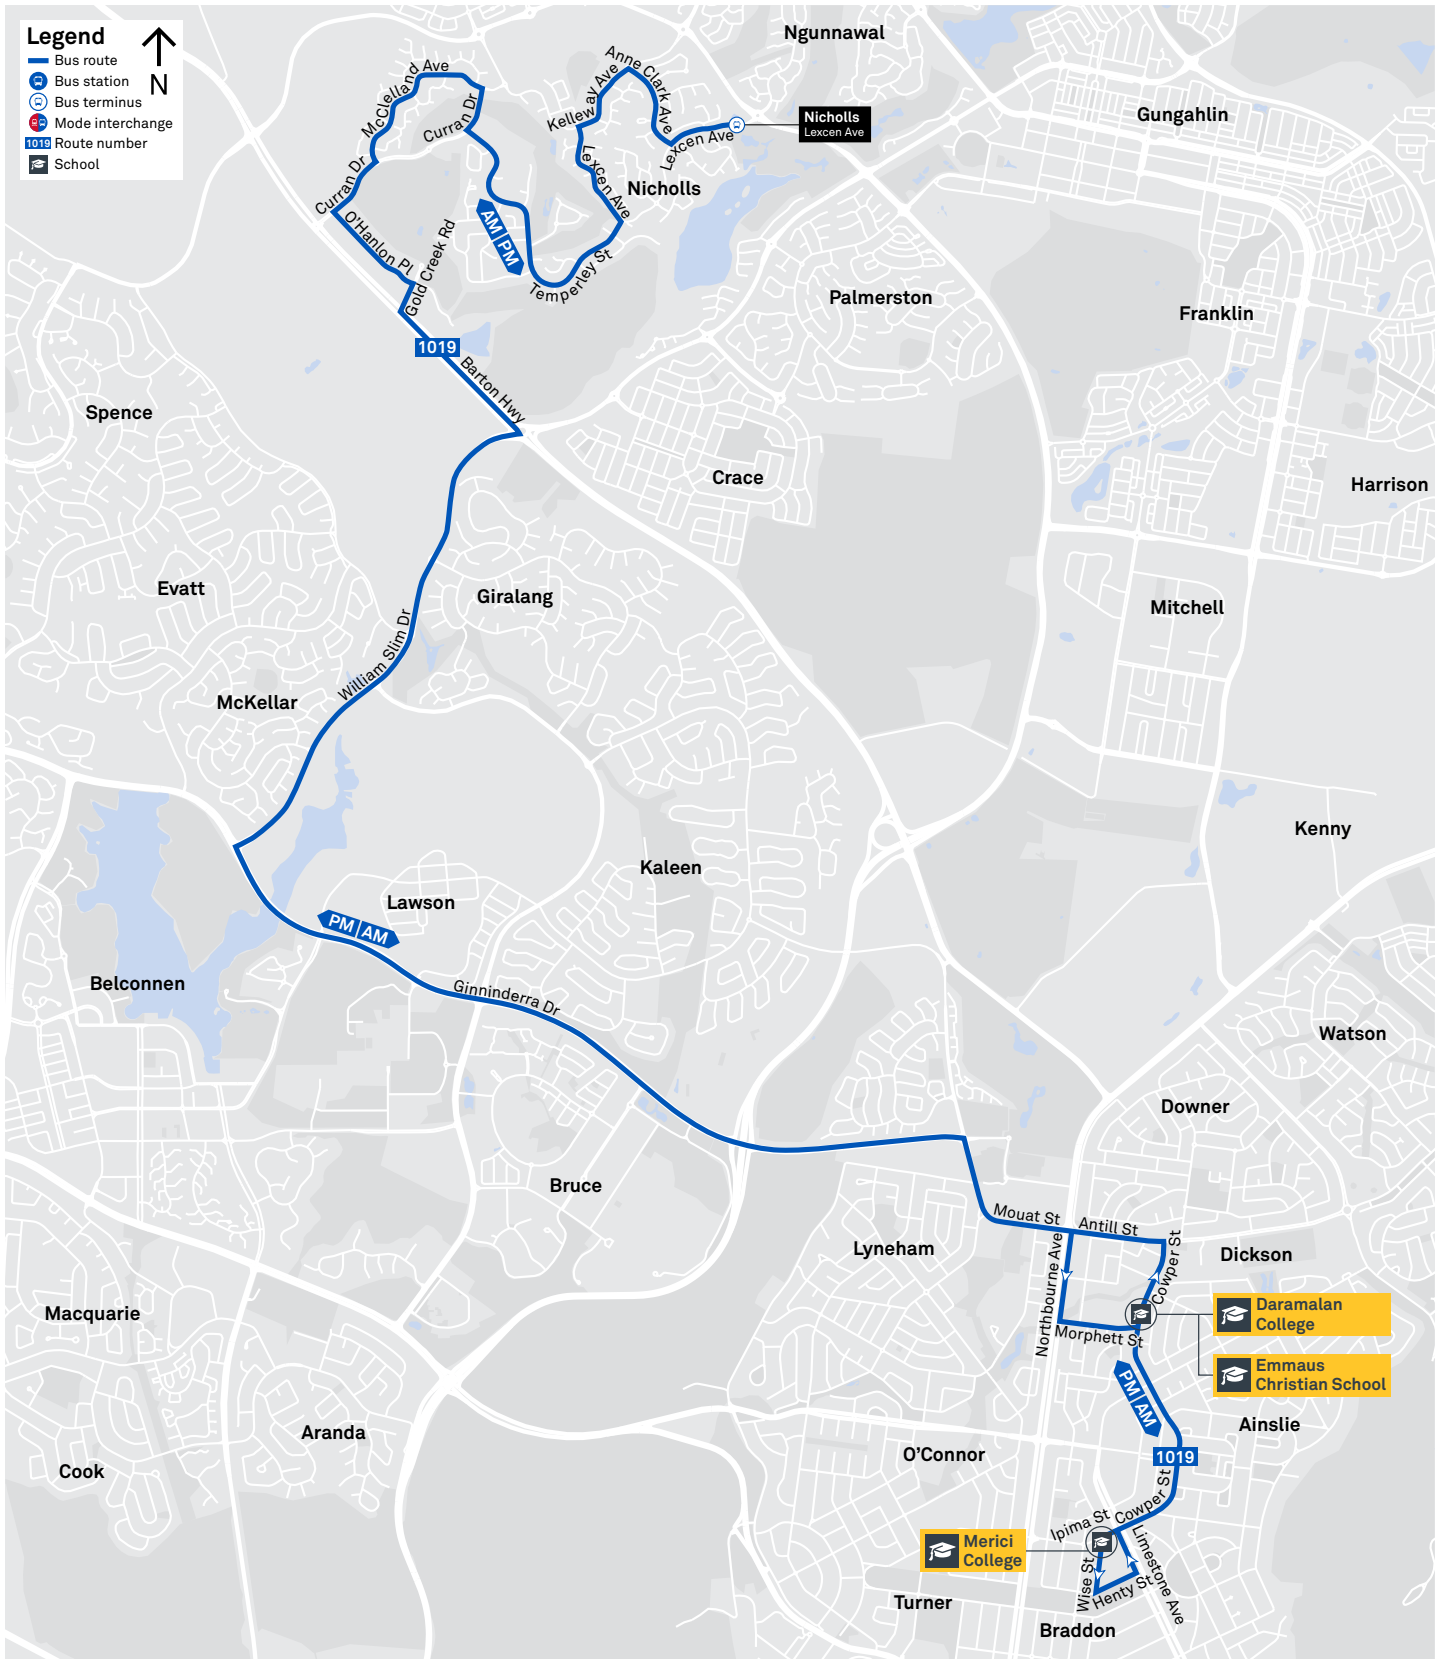 Legend
Bus route
Bus station
Bus terminus
Mode interchange
1019 Route number
School
N
Ngunnawal
Gungahlin
McClelland Ave
Anne Clark Ave
Kelleway Ave
Curran Dr
Lexcen Ave
Nicholls
Lexcen Ave
Lexcen Ave
Nicholls
Curran Dr
O'Hanlon Pl
Gold Creek Rd
AM PM
Temperley St
Palmerston
Franklin
1019
Barton Hwy
Spence
Crace
Harrison
Evatt
Giralang
Mitchell
William Slim Dr
McKellar
Kenny
Kaleen
Lawson
PM AM
Belconnen
Ginninderra Dr
Watson
Downer
Bruce
Mouat St
Antill St
Lyneham
Northbourne Ave
Cowper St
Dickson
Daramalan
College
Macquarie
Morphett St
Emmaus
Christian School
PM AM
Ainslie
Aranda
O'Connor
1019
Cook
Cowper St
Ipima St
Merici
College
Limestone Ave
Wise St
Henty St
Turner
Braddon